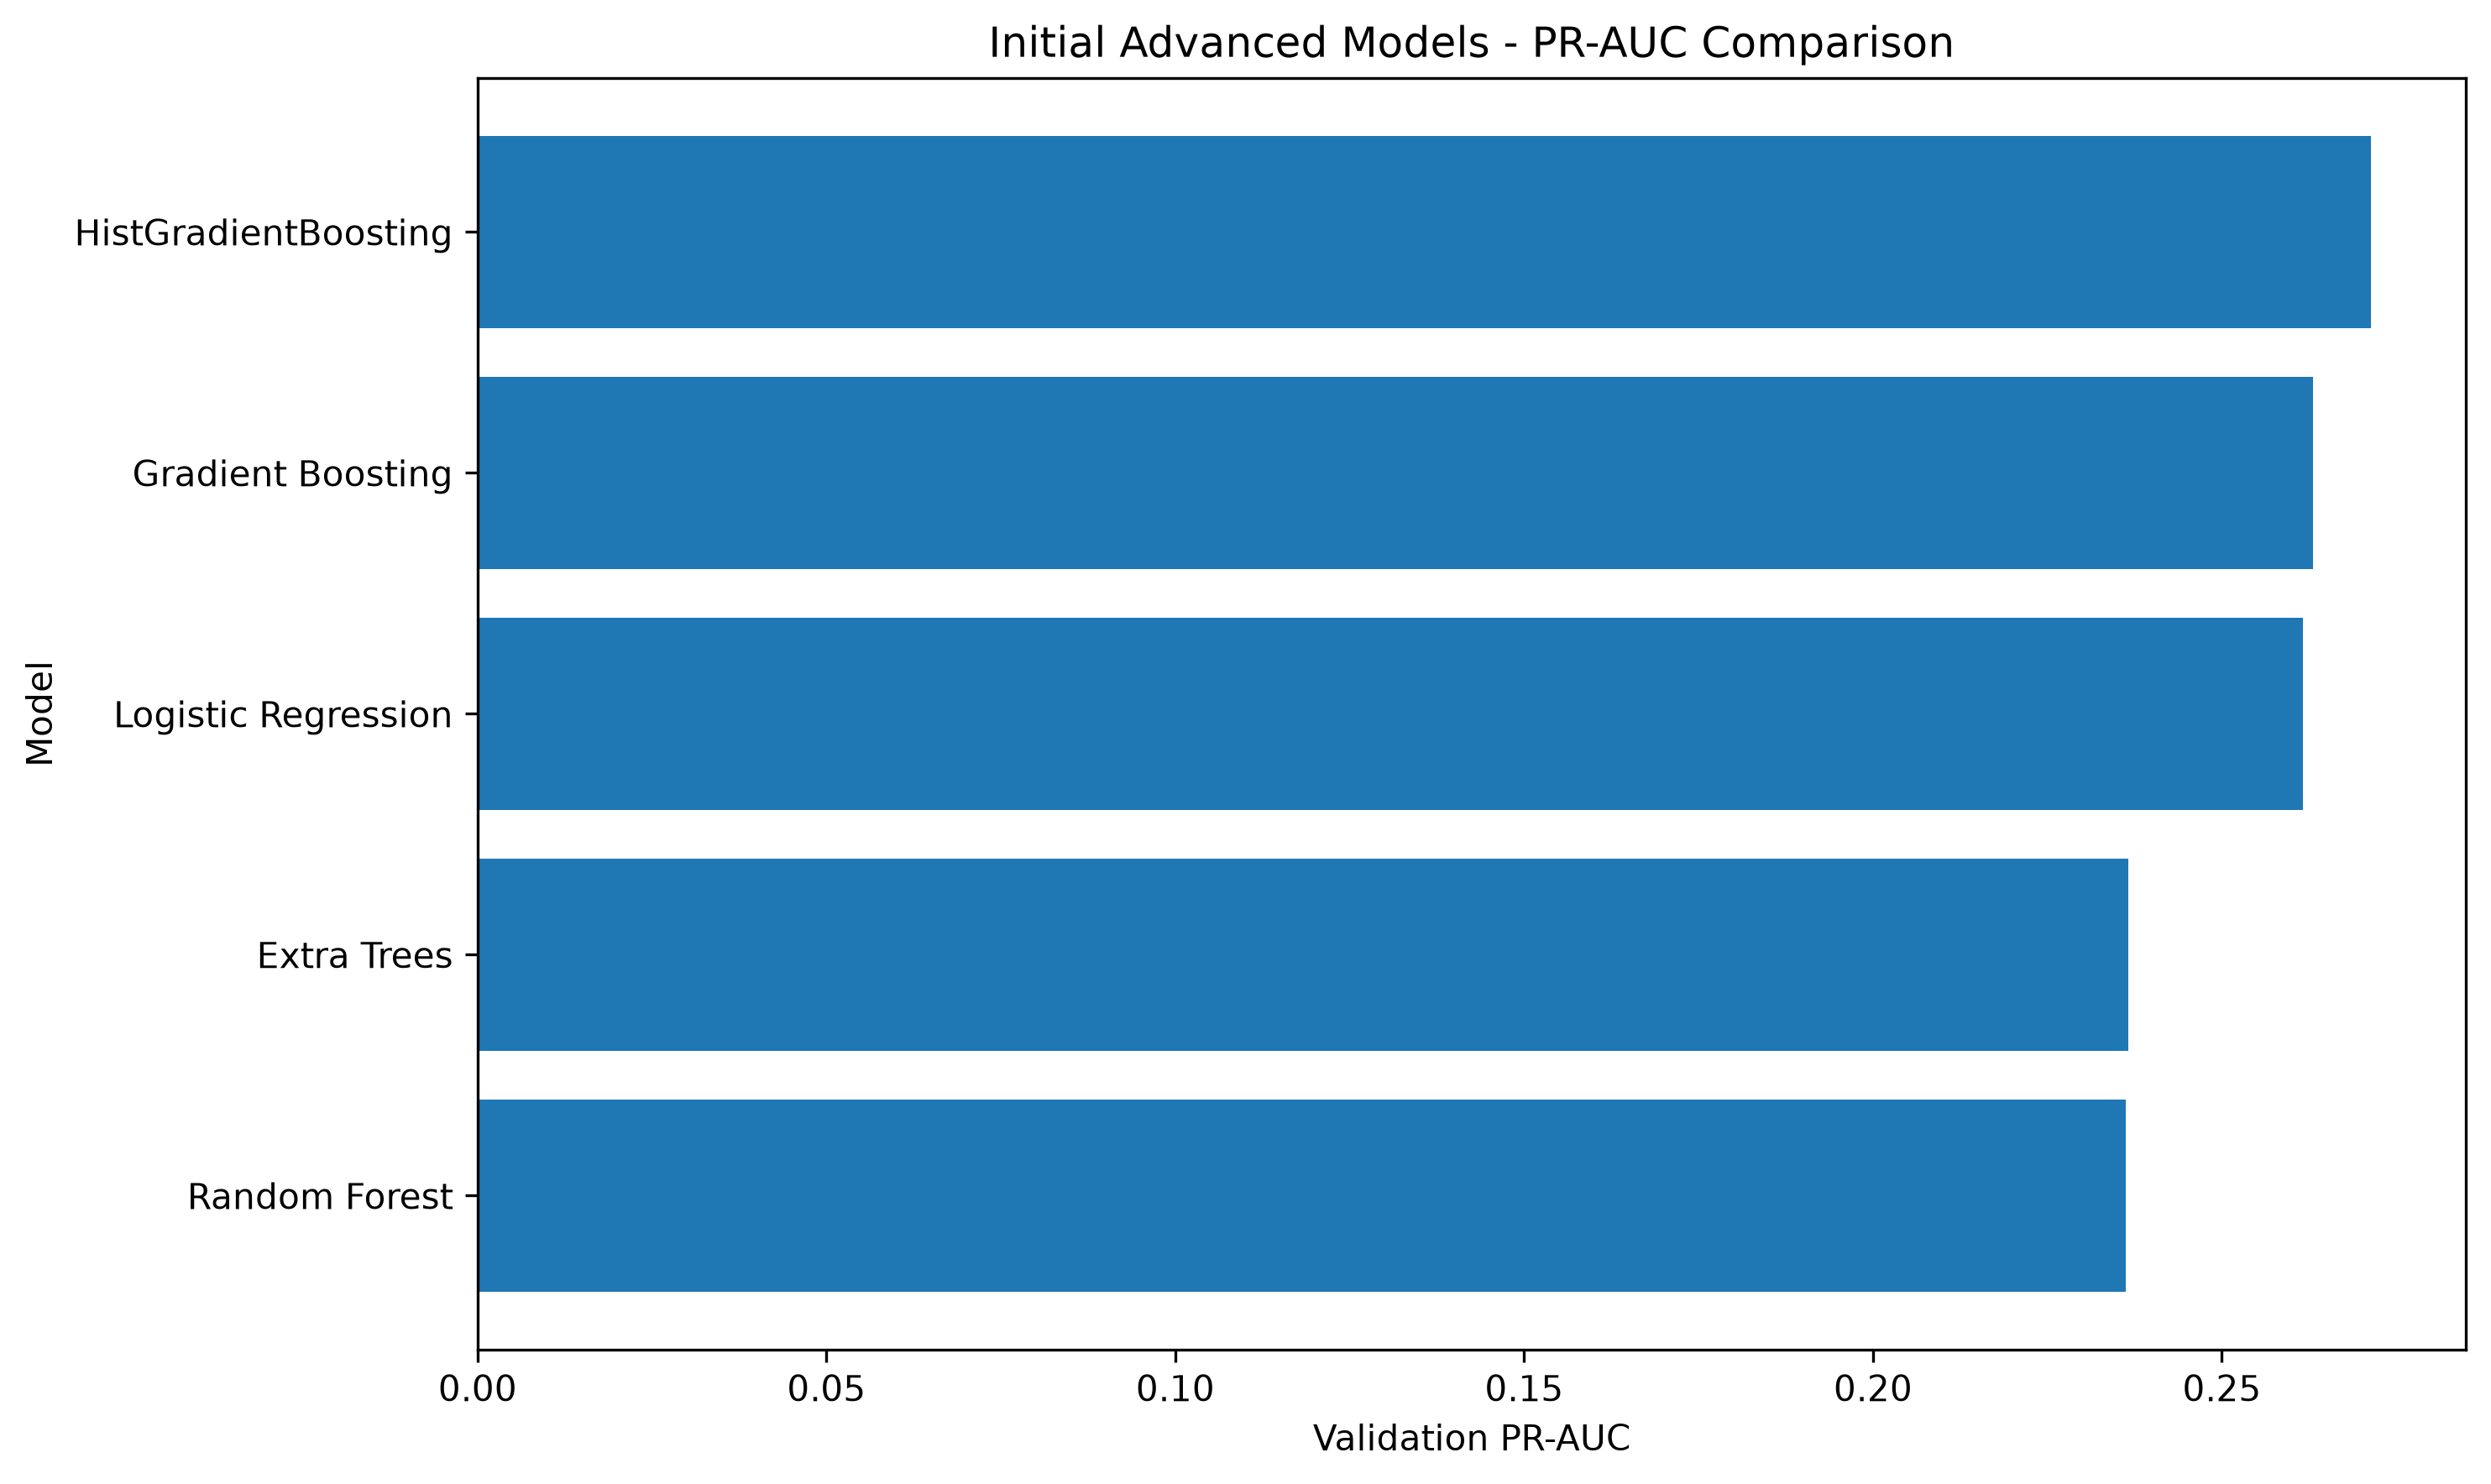 Initial Advanced Models - PR-AUC Comparison
HistGradientBoosting
Gradient Boosting
Logistic Regression
Extra Trees
Random Forest
Model
0.00 0.05 0.10 0.15 0.20 0.25
Validation PR-AUC